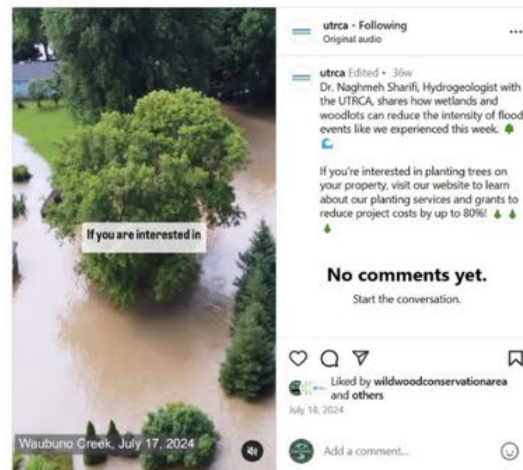 If you are interested in
Waubuno Creek, July 17, 2024
utrca • Following
Original audio
utrca Edited • 36w
Dr. Naghmeh Sharifi, Hydrogeologist with
the UTRCA, shares how wetlands and
woodlots can reduce the intensity of flood
events like we experienced this week. 🌲
🌊
If you're interested in planting trees on
your property, visit our website to learn
about our planting services and grants to
reduce project costs by up to 80%! 🌲 🌲
🌲
No comments yet.
Start the conversation.
Liked by wildwoodconservationarea
and others
July 18, 2024
Add a comment...